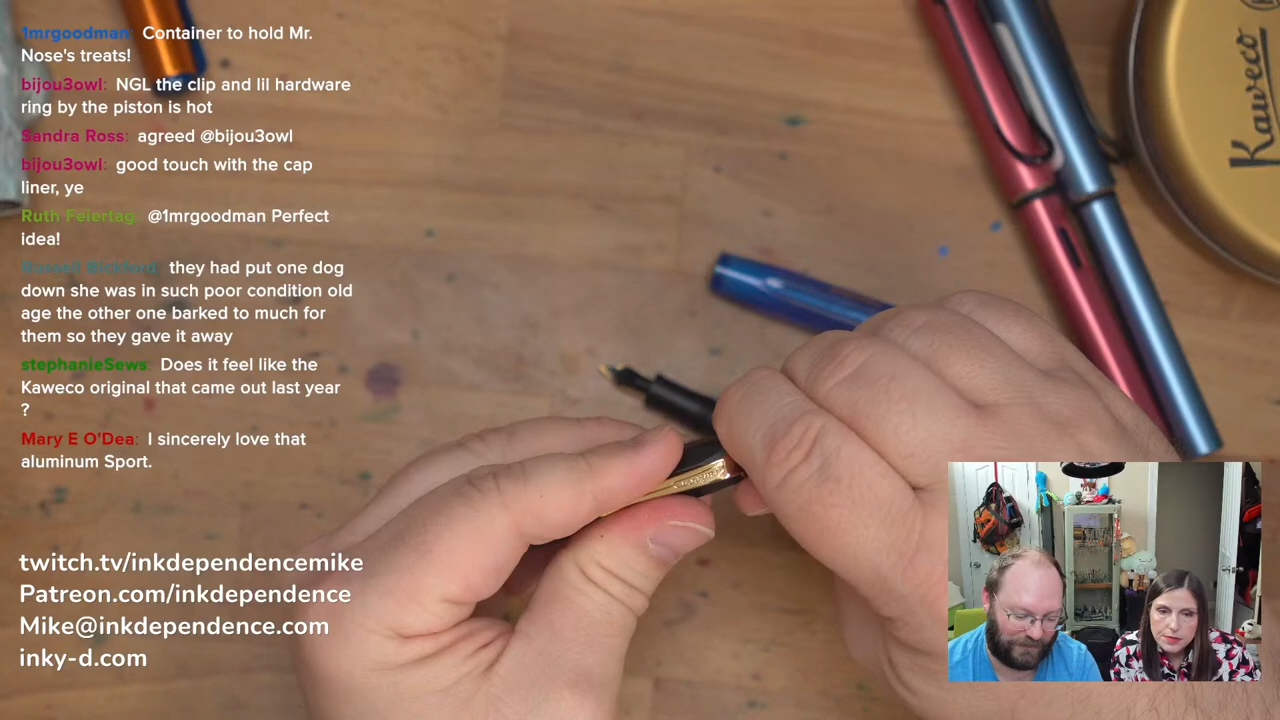 1mrgoodman: Container to hold Mr.
Nose's treats!
bijou3owl: NGL the clip and lil hardware
ring by the piston is hot
Sandra Ross: agreed @bijou3owl
bijou3owl: good touch with the cap
liner, ye
Ruth Feiertag: @1mrgoodman Perfect
idea!
they had put one dog
down she was in such poor condition old
age the other one barked to much for
them so they gave it away
stephanieSews: Does it feel like the
Kaweco original that came out last year
?
Mary E O'Dea: I sincerely love that
aluminum Sport.
twitch.tv/inkdependencemike
Patreon.com/inkdependence
Mike@inkdependence.com
inky-d.com
Kaweco